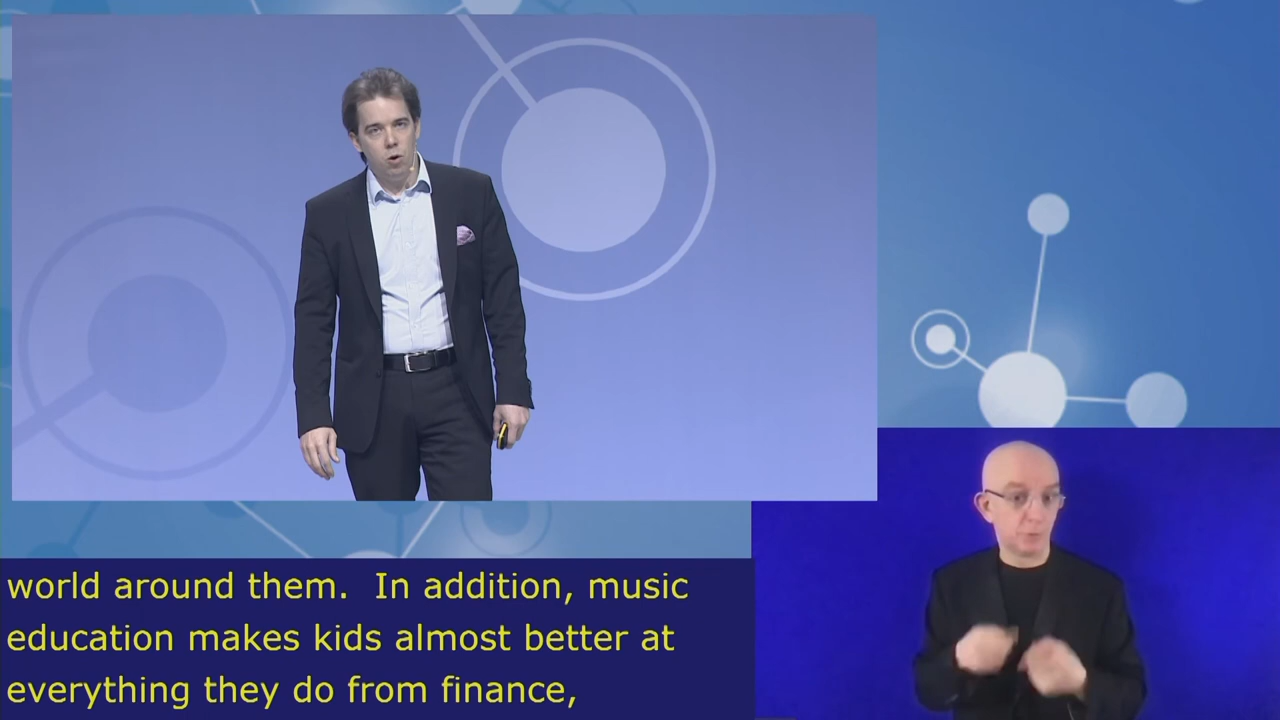 world around them.  In addition, music
education makes kids almost better at
everything they do from finance,